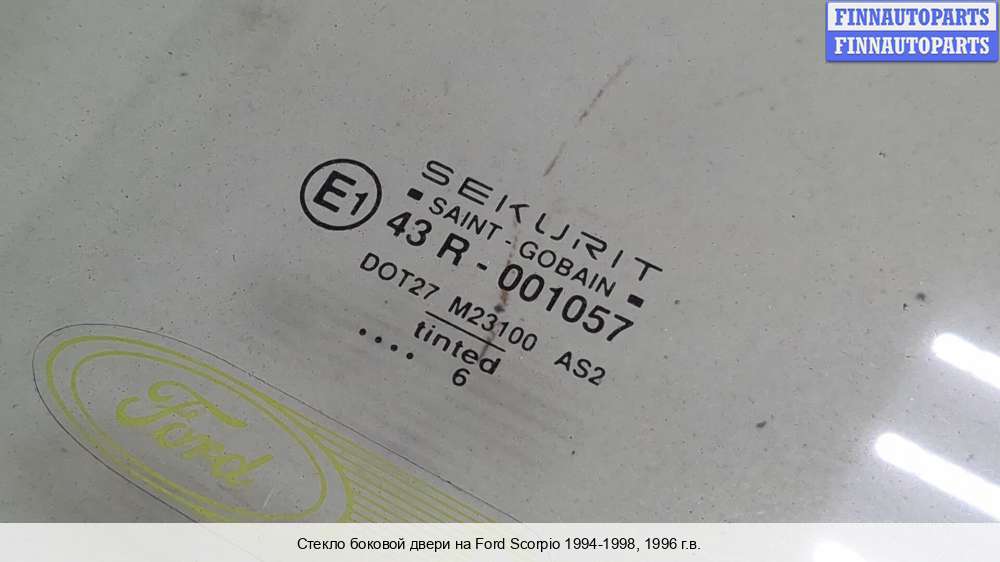 FINNAUTOPARTS
FINNAUTOPARTS
SEKURIT
SAINT - GOBAIN
E1
43 R - 001057
DOT27 M23100 AS2
tinted
.... 6
Ford
Стекло боковой двери на Ford Scorpio 1994-1998, 1996 г.в.